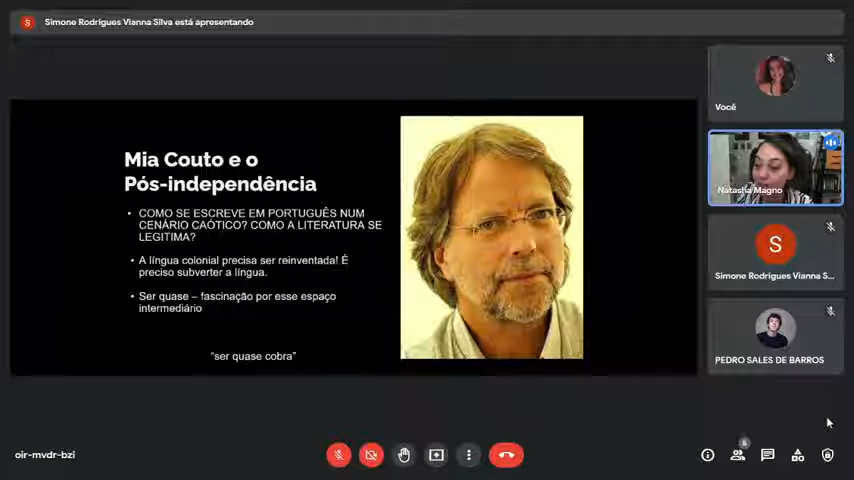 S Simone Rodrigues Vianna Silva está apresentando
Mia Couto e o
Pós-independência
• COMO SE ESCREVE EM PORTUGUÊS NUM
CENÁRIO CAÓTICO? COMO A LITERATURA SE
LEGITIMA?
• A língua colonial precisa ser reinventada! É
preciso subverter a língua.
• Ser quase – fascinação por esse espaço
intermediário
"ser quase cobra"
Você
Natasha Magno
S
Simone Rodrigues Vianna S...
PEDRO SALES DE BARROS
oir-mvdr-bzi